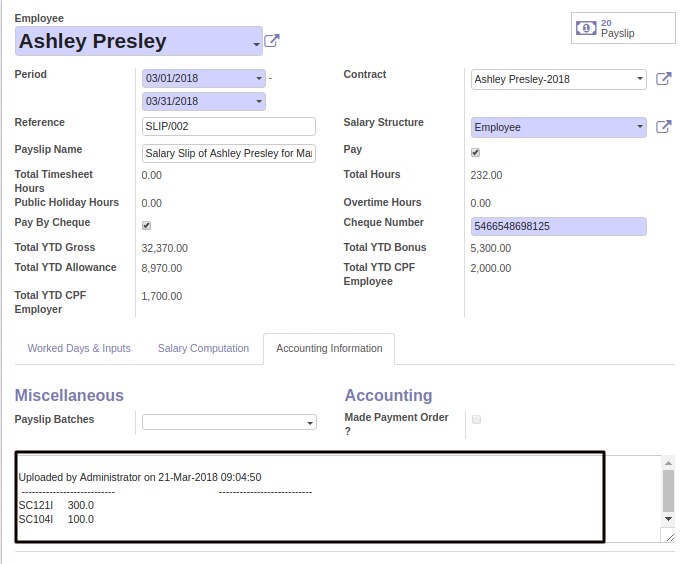 Employee
Ashley Presley
20
Payslip
Period
03/01/2018 -
03/31/2018
Contract
Ashley Presley-2018
Reference
SLIP/002
Salary Structure
Employee
Payslip Name
Salary Slip of Ashley Presley for Mar
Pay
Total Timesheet
Hours
0.00
Total Hours
232.00
Public Holiday Hours
0.00
Overtime Hours
0.00
Pay By Cheque
Cheque Number
5466548698125
Total YTD Gross
32,370.00
Total YTD Bonus
5,300.00
Total YTD Allowance
8,970.00
Total YTD CPF
Employee
2,000.00
Total YTD CPF
Employer
1,700.00
Worked Days & Inputs
Salary Computation
Accounting Information
Miscellaneous
Accounting
Payslip Batches
Made Payment Order
?
Uploaded by Administrator on 21-Mar-2018 09:04:50
--------------------------- ---------------------------
SC121I 300.0
SC104I 100.0